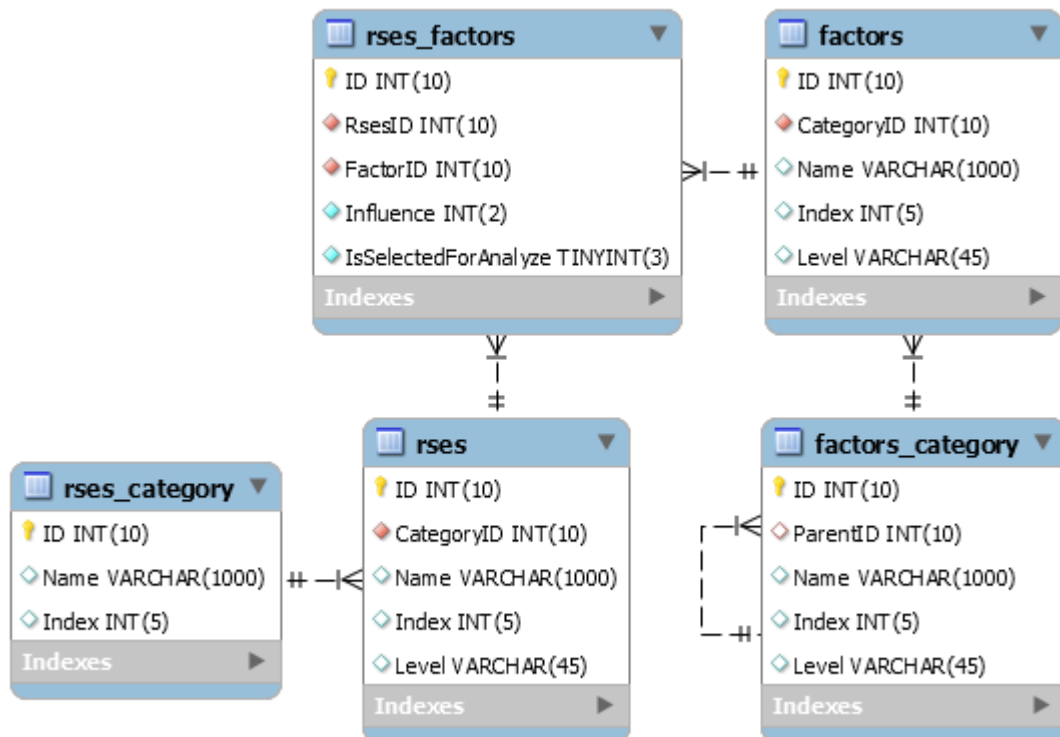 rses_factors
ID INT(10)
RsesID INT(10)
FactorID INT(10)
Influence INT(2)
IsSelectedForAnalyze TINYINT(3)
Indexes
factors
ID INT(10)
CategoryID INT(10)
Name VARCHAR(1000)
Index INT(5)
Level VARCHAR(45)
Indexes
rses_category
ID INT(10)
Name VARCHAR(1000)
Index INT(5)
Indexes
rses
ID INT(10)
CategoryID INT(10)
Name VARCHAR(1000)
Index INT(5)
Level VARCHAR(45)
Indexes
factors_category
ID INT(10)
ParentID INT(10)
Name VARCHAR(1000)
Index INT(5)
Level VARCHAR(45)
Indexes